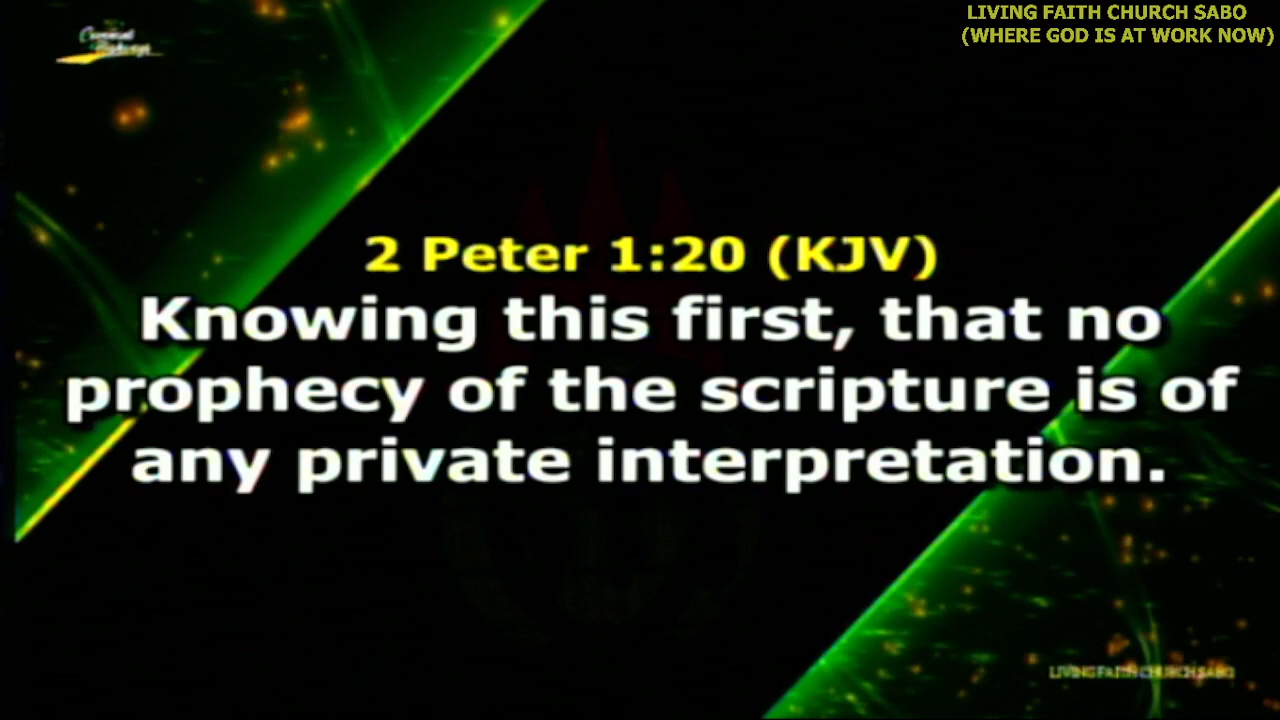 LIVING FAITH CHURCH SABO
(WHERE GOD IS AT WORK NOW)
2 Peter 1:20 (KJV)
Knowing this first, that no
prophecy of the scripture is of
any private interpretation.
LIVING FAITH CHURCH SABO